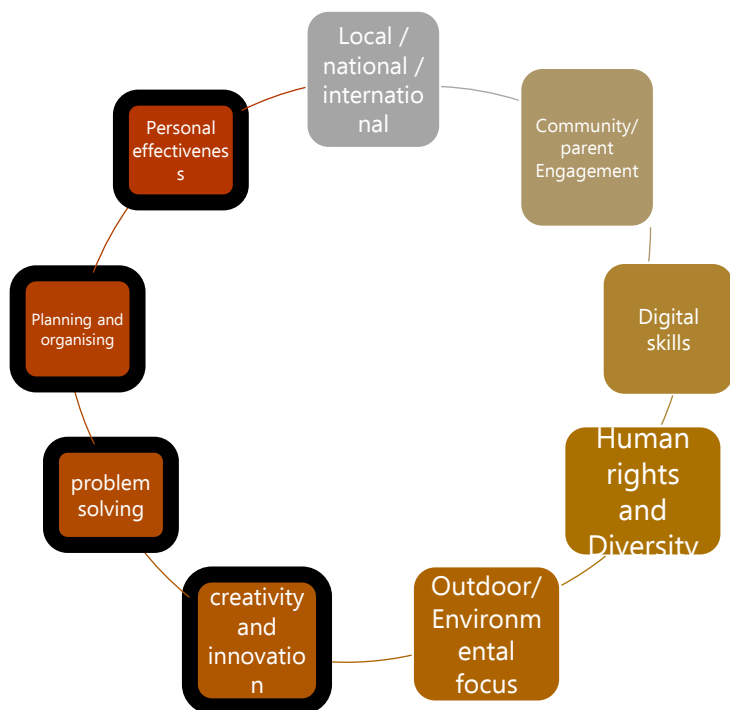 Local /
national /
internatio
nal
Community/
parent
Engagement
Digital
skills
Human
rights
and
Diversity
Outdoor/
Environm
ental
focus
creativity
and
innovatio
n
problem
solving
Planning and
organising
Personal
effectivenes
s